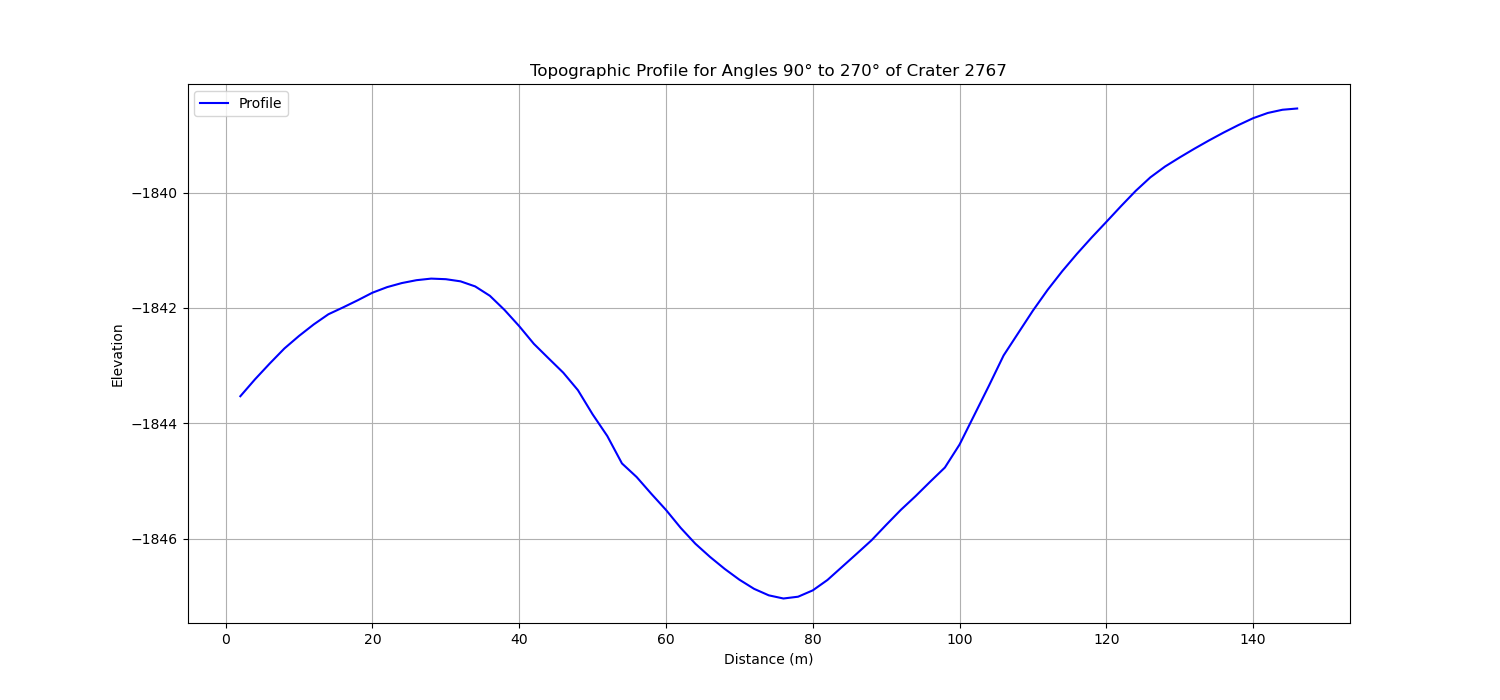 Topographic Profile for Angles 90° to 270° of Crater 2767
Profile
−1840
−1842
−1844
−1846
Elevation
0 20 40 60 80 100 120 140
Distance (m)